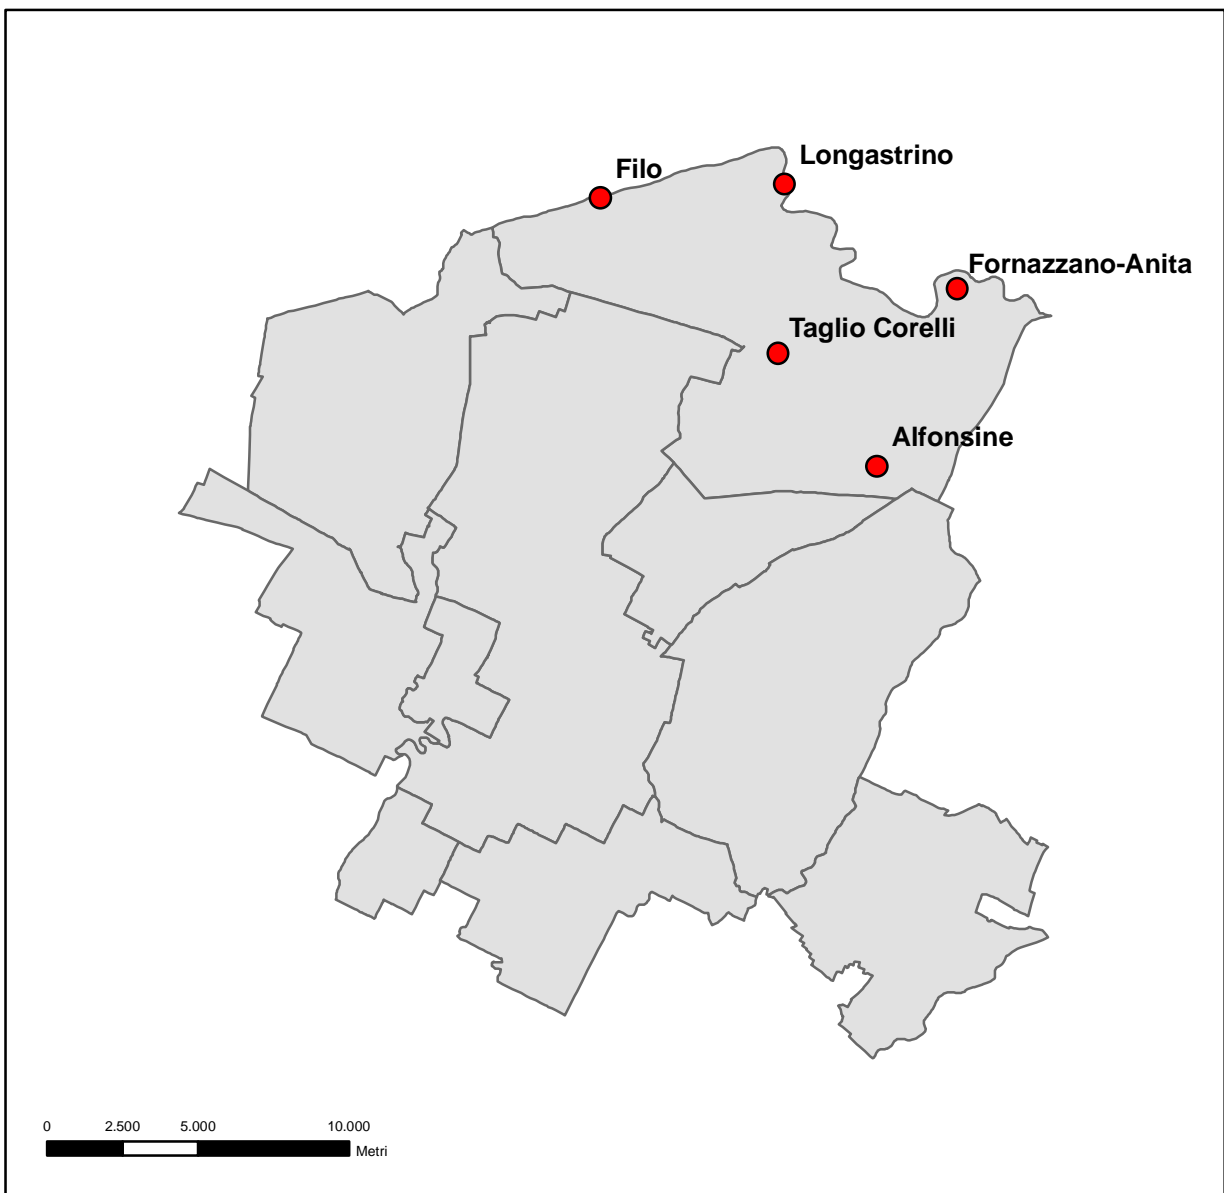 Longastrino
Filo
Fornazzano-Anita
Taglio Corelli
Alfonsine
0 2.500 5.000 10.000
Metri